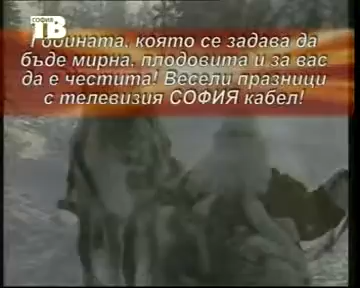 СОФИЯ
ТВ
Годината, която се задава да
бъде мирна, плодовита и за вас
да е честита! Весели празници
с телевизия СОФИЯ кабел!